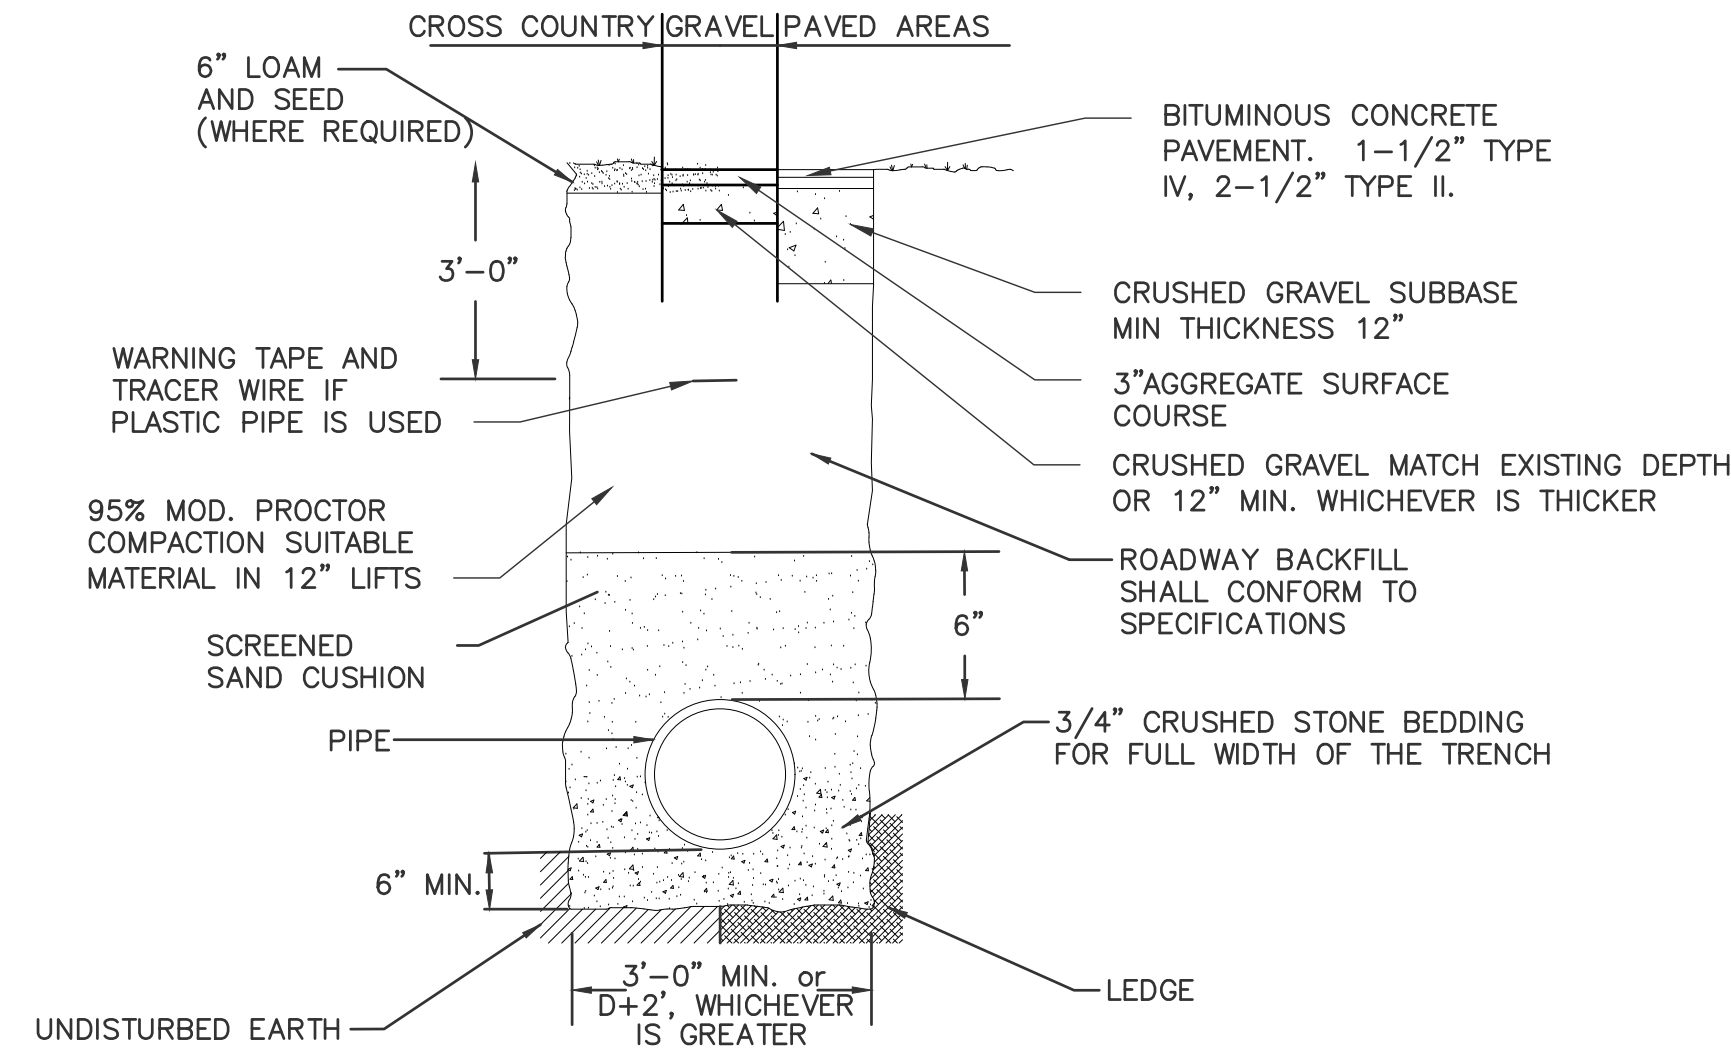 CROSS COUNTRY GRAVEL PAVED AREAS
6" LOAM
AND SEED
(WHERE REQUIRED)
BITUMINOUS CONCRETE
PAVEMENT. 1-1/2" TYPE
IV, 2-1/2" TYPE II.
3'-0"
CRUSHED GRAVEL SUBBASE
MIN THICKNESS 12"
WARNING TAPE AND
TRACER WIRE IF
PLASTIC PIPE IS USED
3"AGGREGATE SURFACE
COURSE
CRUSHED GRAVEL MATCH EXISTING DEPTH
OR 12" MIN. WHICHEVER IS THICKER
95% MOD. PROCTOR
COMPACTION SUITABLE
MATERIAL IN 12" LIFTS
ROADWAY BACKFILL
SHALL CONFORM TO
SPECIFICATIONS
6"
SCREENED
SAND CUSHION
PIPE
3/4" CRUSHED STONE BEDDING
FOR FULL WIDTH OF THE TRENCH
6" MIN.
LEDGE
3'-0" MIN. or
D+2', WHICHEVER
IS GREATER
UNDISTURBED EARTH